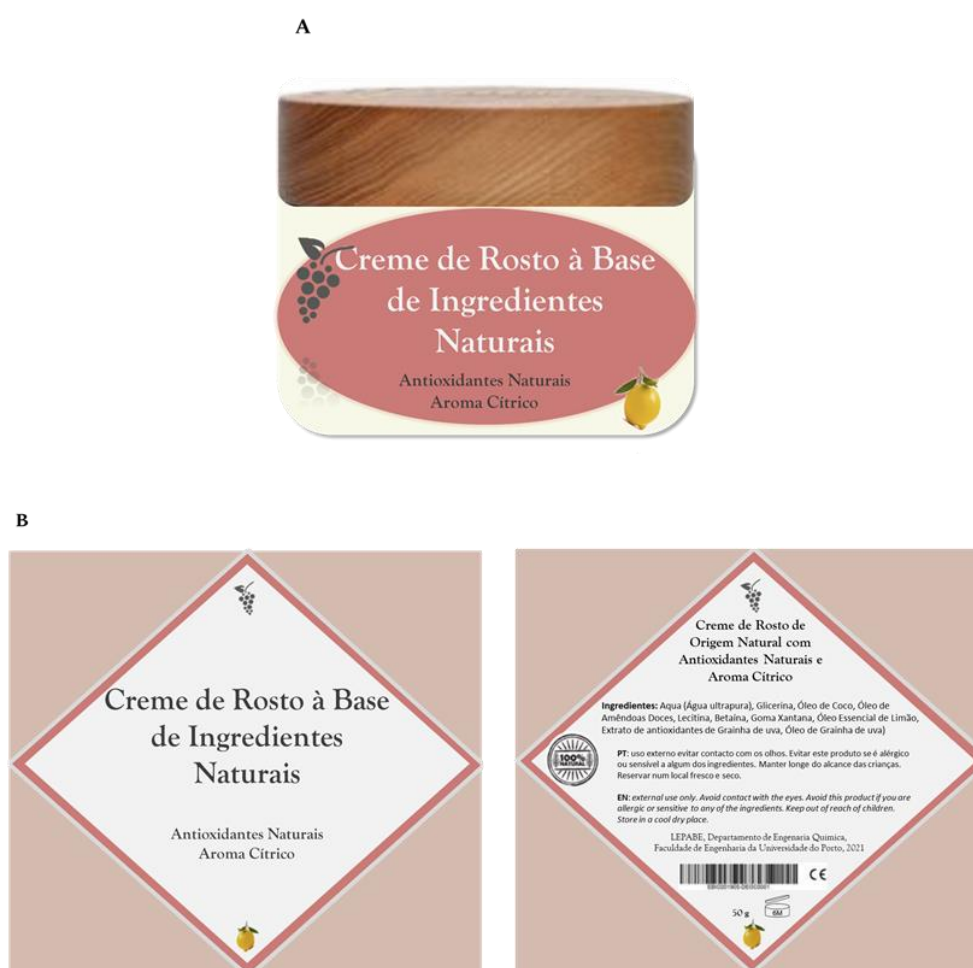 A
Creme de Rosto à Base
de Ingredientes
Naturais
Antioxidantes Naturais
Aroma Cítrico
B
Creme de Rosto à Base
de Ingredientes
Naturais
Antioxidantes Naturais
Aroma Cítrico
Creme de Rosto de
Origem Natural com
Antioxidantes Naturais e
Aroma Cítrico
Ingredientes: Aqua (Água ultrapura), Glicerina, Óleo de Coco, Óleo de
Amêndoas Doces, Lecitina, Betaína, Goma Xantana, Óleo Essencial de Limão,
Extrato de antioxidantes de Grainha de uva, Óleo de Grainha de uva)
100%
NATURAL
PT: uso externo evitar contacto com os olhos. Evitar este produto se é alérgico
ou sensível a algum dos ingredientes. Manter longe do alcance das crianças.
Reservar num local fresco e seco.
EN: external use only. Avoid contact with the eyes. Avoid this product if you are
allergic or sensitive to any of the ingredients. Keep out of reach of children.
Store in a cool dry place.
LEPABE, Departamento de Engenaria Quimica,
Faculdade de Engenharia da Universidade do Porto, 2021
CE
50 g
6M